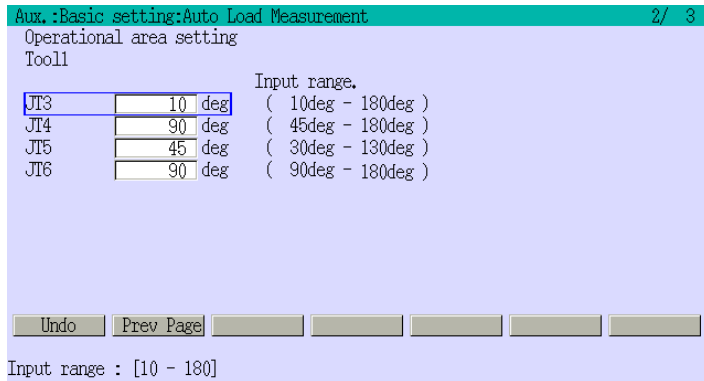 Aux.:Basic setting:Auto Load Measurement 2/ 3
Operational area setting
Tool1
Input range.
JT3 10 deg ( 10deg - 180deg )
JT4 90 deg ( 45deg - 180deg )
JT5 45 deg ( 30deg - 130deg )
JT6 90 deg ( 90deg - 180deg )
Undo Prev Page
Input range : [10 - 180]